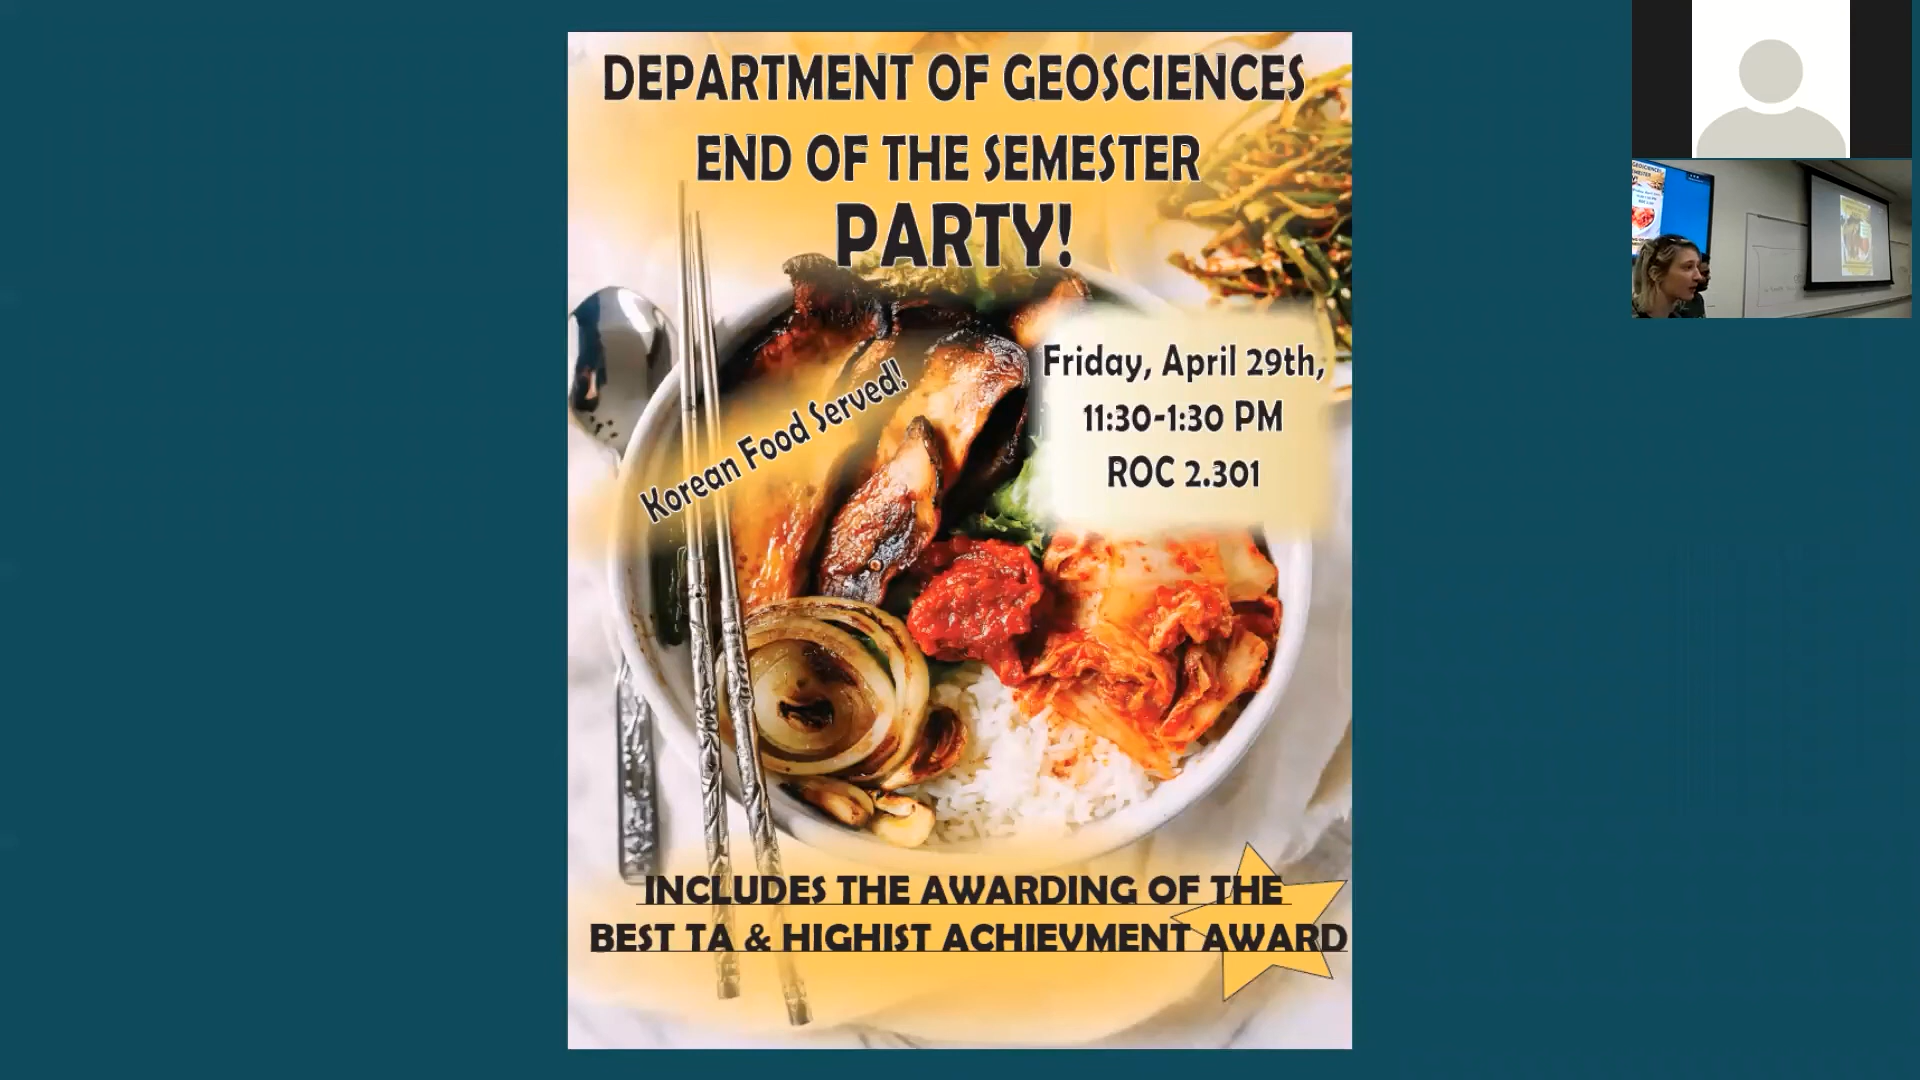 DEPARTMENT OF GEOSCIENCES
END OF THE SEMESTER
PARTY!
Friday, April 29th,
11:30-1:30 PM
ROC 2.301
Korean Food Served!
INCLUDES THE AWARDING OF THE
BEST TA & HIGHIST ACHIEVMENT AWARD